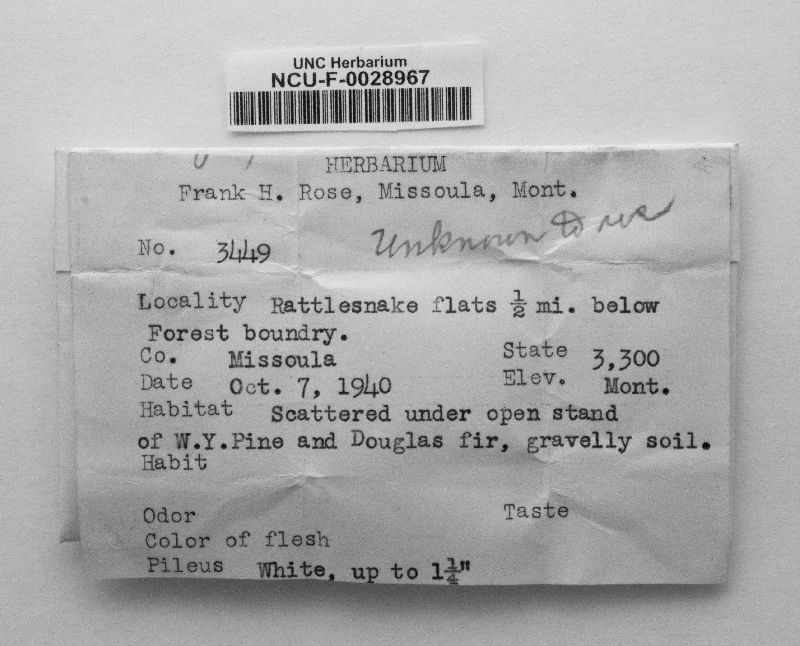 UNC Herbarium
NCU-F-0028967
HERBARIUM
Frank H. Rose, Missoula, Mont.
Unknown to us
No. 3449
Locality Rattlesnake flats ½ mi. below
Forest boundry.
Co. Missoula State 3,300
Date Oct. 7, 1940 Elev. Mont.
Habitat Scattered under open stand
of W.Y.Pine and Douglas fir, gravelly soil.
Habit
Odor Taste
Color of flesh
Pileus White, up to 1¼"